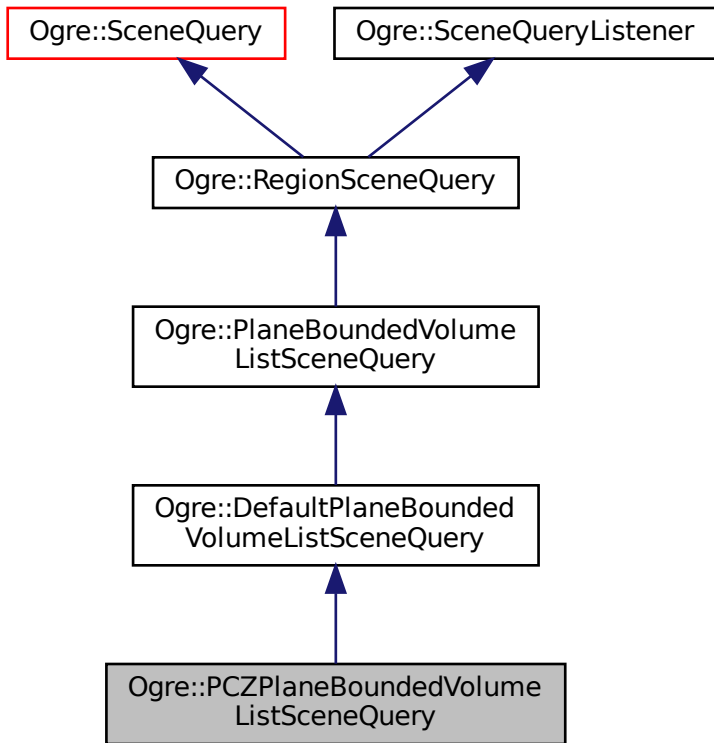 Ogre::SceneQuery
Ogre::SceneQueryListener
Ogre::RegionSceneQuery
Ogre::PlaneBoundedVolume
ListSceneQuery
Ogre::DefaultPlaneBounded
VolumeListSceneQuery
Ogre::PCZPlaneBoundedVolume
ListSceneQuery